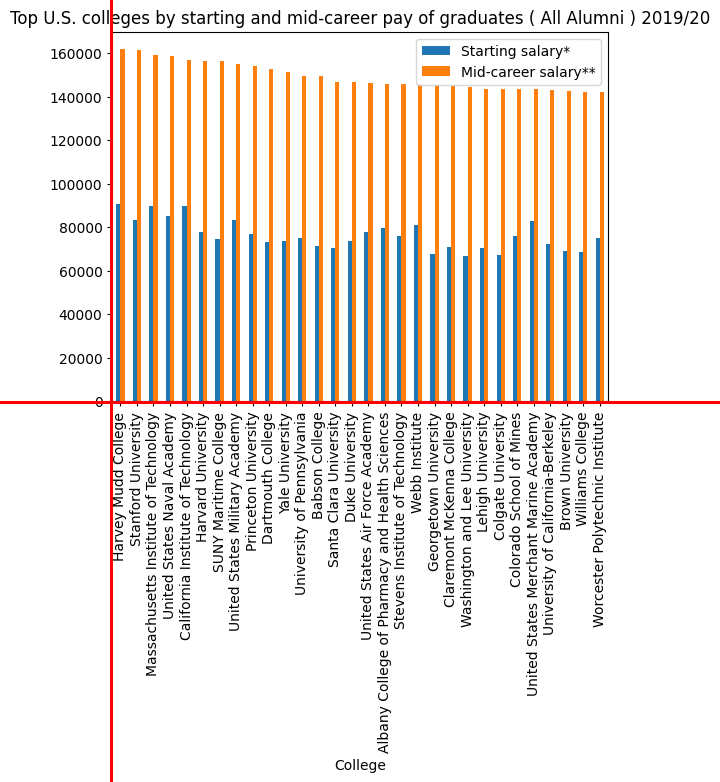 Top U.S. colleges by starting and mid-career pay of graduates ( All Alumni ) 2019/20
Starting salary*
Mid-career salary**
160000
140000
120000
100000
80000
60000
40000
20000
0
Harvey Mudd College
Stanford University
Massachusetts Institute of Technology
United States Naval Academy
California Institute of Technology
Harvard University
SUNY Maritime College
United States Military Academy
Princeton University
Dartmouth College
Yale University
University of Pennsylvania
Babson College
Santa Clara University
Duke University
United States Air Force Academy
Albany College of Pharmacy and Health Sciences
Stevens Institute of Technology
Webb Institute
Georgetown University
Claremont McKenna College
Washington and Lee University
Lehigh University
Colgate University
Colorado School of Mines
United States Merchant Marine Academy
University of California-Berkeley
Brown University
Williams College
Worcester Polytechnic Institute
College